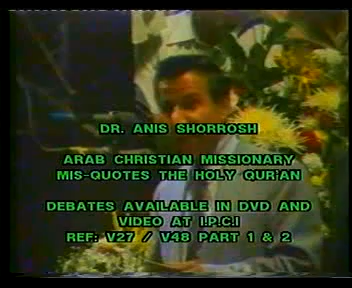 DR. ANIS SHORROSH
ARAB CHRISTIAN MISSIONARY
MIS-QUOTES THE HOLY QUR'AN
DEBATES AVAILABLE IN DVD AND
VIDEO AT I.P.C.I
REF: V27 / V48 PART 1 & 2